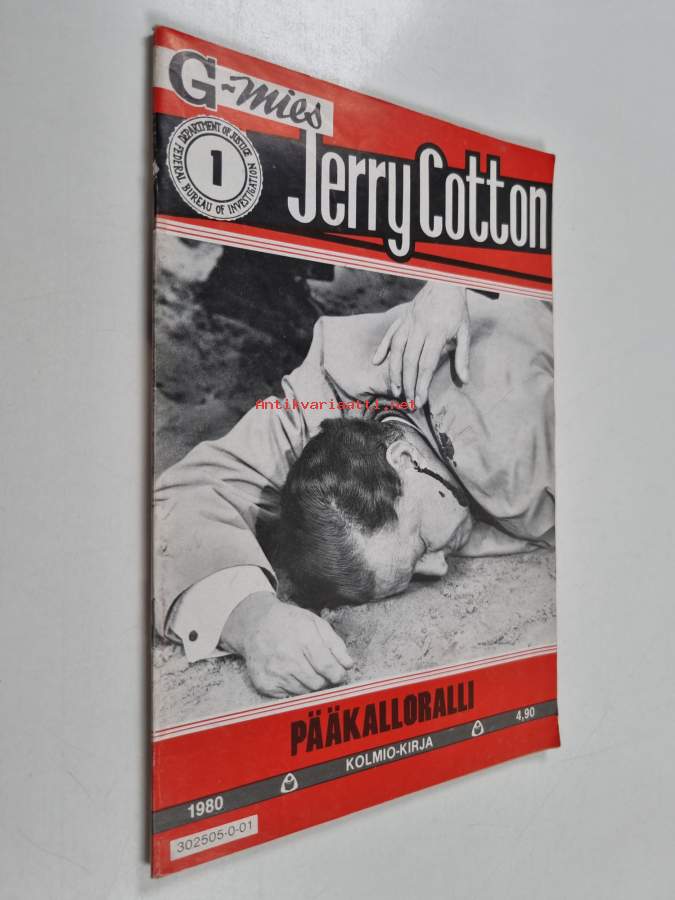 G-mies
DEPARTMENT OF JUSTICE
FEDERAL BUREAU OF INVESTIGATION
1
Jerry Cotton
Antikvariaatti.net
PÄÄKALLORALLI
1980 KOLMIO-KIRJA 4,90
302505-0-01